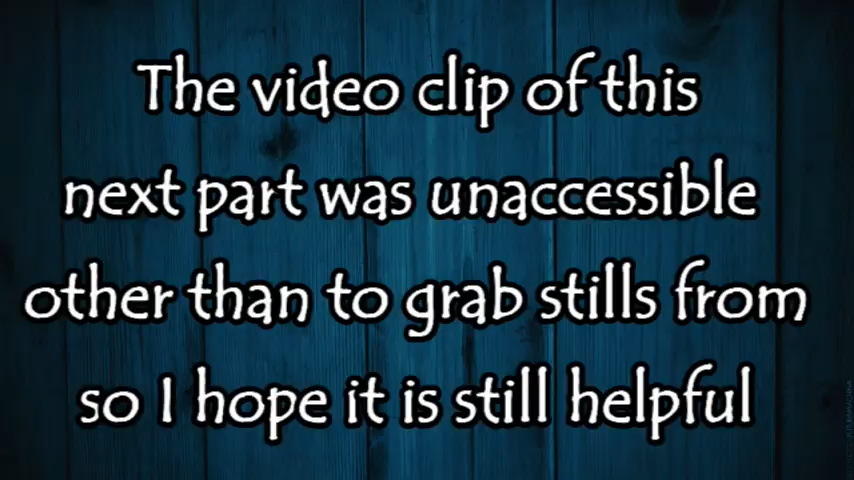 The video clip of this
next part was unaccessible
other than to grab stills from
so I hope it is still helpful